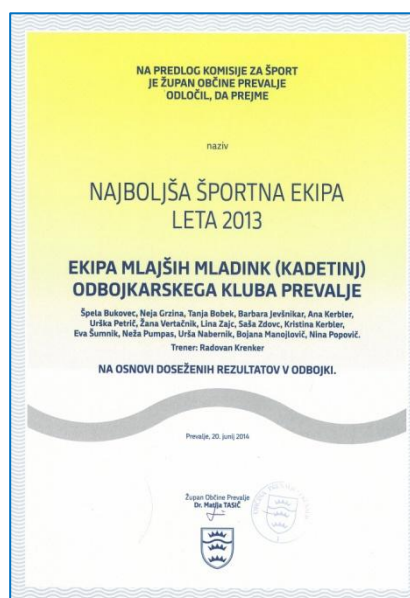 NA PREDLOG KOMISIJE ZA ŠPORT
JE ŽUPAN OBČINE PREVALJE
ODLOČIL, DA PREJME
naziv
NAJBOLJŠA ŠPORTNA EKIPA
LETA 2013
EKIPA MLAJŠIH MLADINK (KADETINJ)
ODBOJKARSKEGA KLUBA PREVALJE
Špela Bukovec, Neja Grzina, Tanja Bobek, Barbara Jevšnikar, Ana Kerbler,
Urška Petrič, Žana Vertačnik, Lina Zajc, Saša Zdovc, Kristina Kerbler,
Eva Šumnik, Neža Pumpas, Urša Nabernik, Bojana Manojlovič, Nina Popovič.
Trener: Radovan Krenker
NA OSNOVI DOSEŽENIH REZULTATOV V ODBOJKI.
Prevalje, 20. junij 2014
Župan Občine Prevalje
Dr. Matija TASIČ